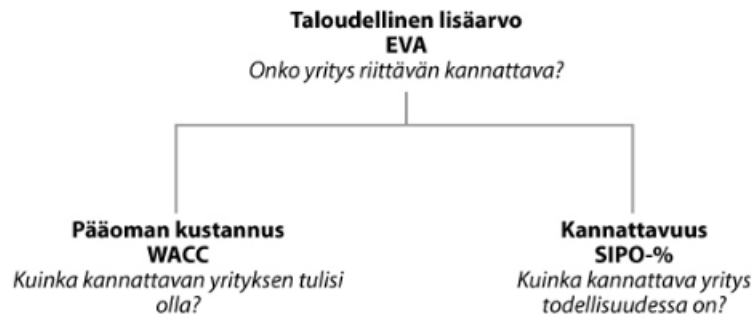 Taloudellinen lisäarvo
EVA
Onko yritys riittävän kannattava?
Pääoman kustannus
WACC
Kuinka kannattavan yrityksen tulisi
olla?
Kannattavuus
SIPO-%
Kuinka kannattava yritys
todellisuudessa on?